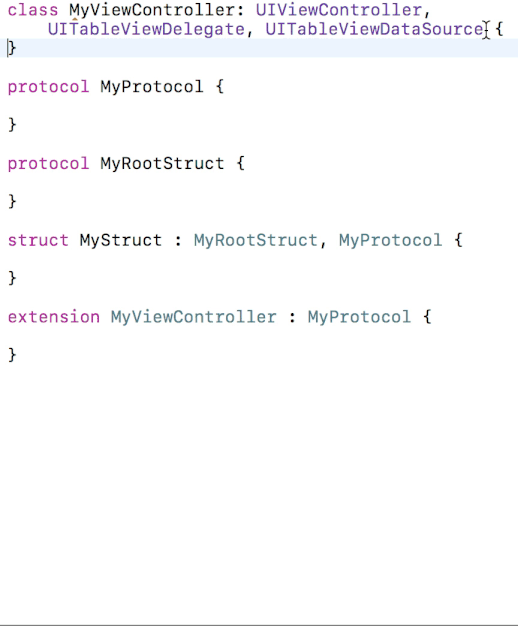 class MyViewController: UIViewController,
    UITableViewDelegate, UITableViewDataSource {
}
protocol MyProtocol {
}
protocol MyRootStruct {
}
struct MyStruct : MyRootStruct, MyProtocol {
}
extension MyViewController : MyProtocol {
}